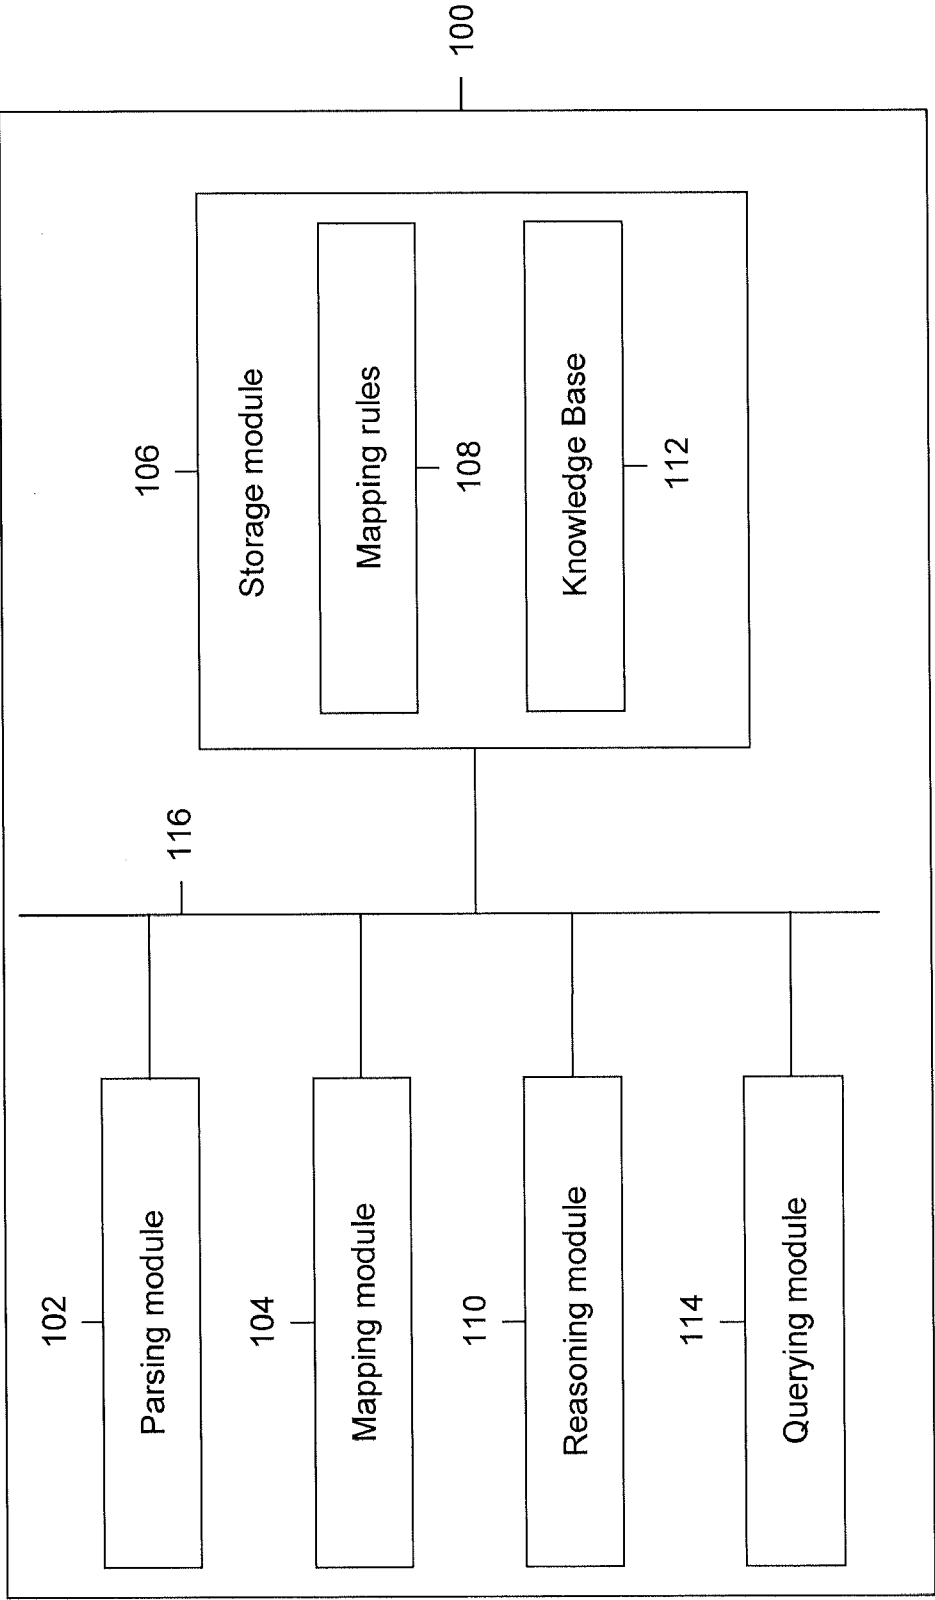 100
106
Storage module
Mapping rules
108
Knowledge Base
112
116
102
Parsing module
104
Mapping module
110
Reasoning module
114
Querying module